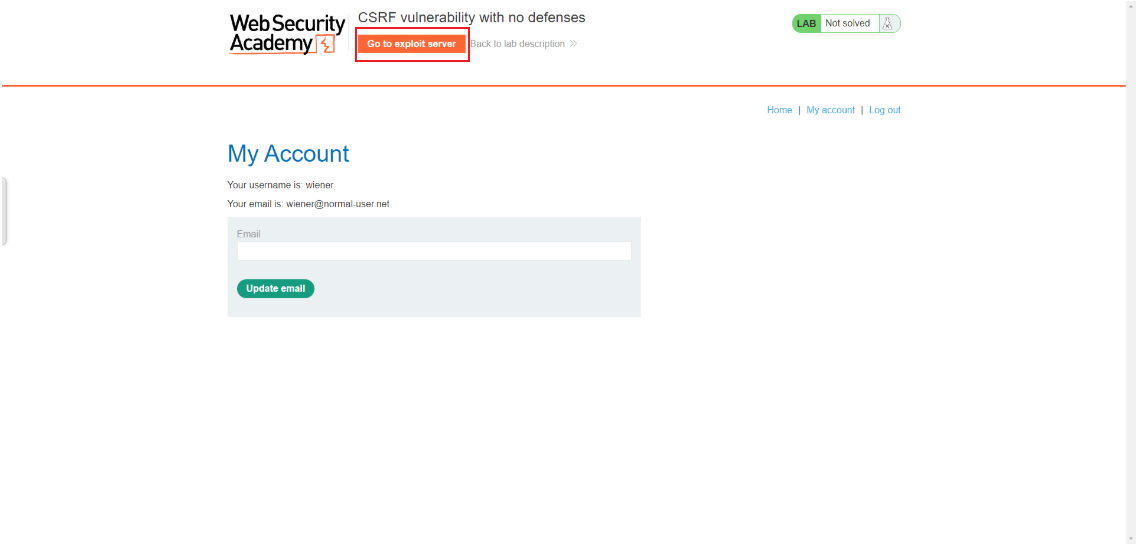 Web Security
Academy
CSRF vulnerability with no defenses
Go to exploit server
Back to lab description
LAB Not solved
Home | My account | Log out
My Account
Your username is: wiener
Your email is: wiener@normal-user.net
Email
Update email